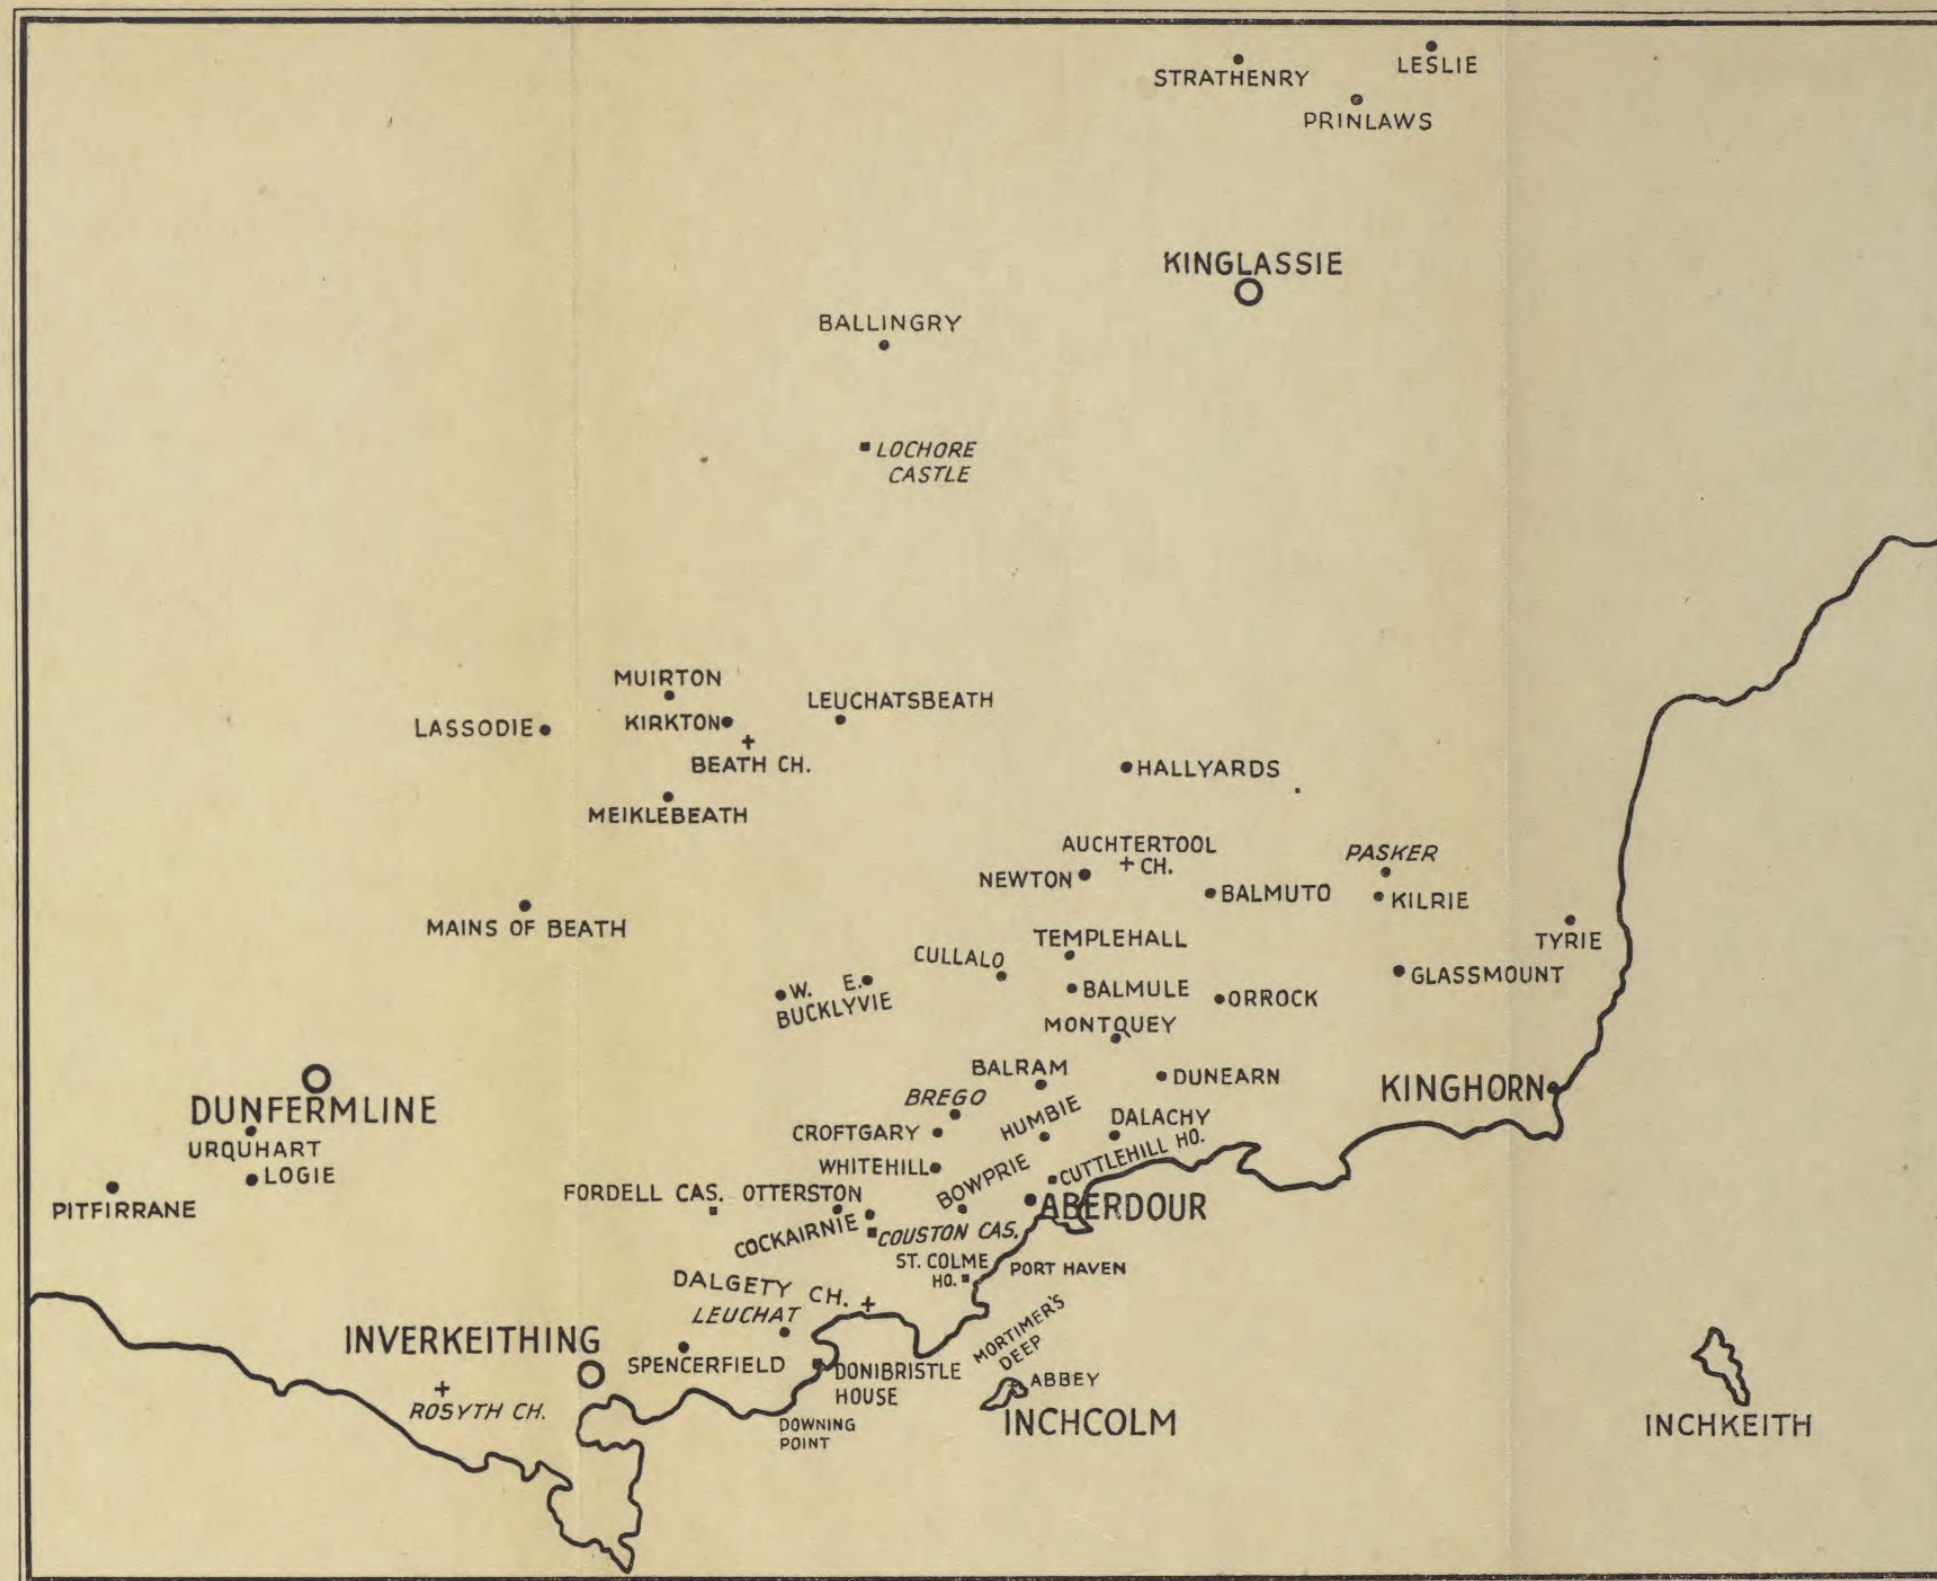 LESLIE
STRATHENRY
PRINLAWS
KINGLASSIE
BALLINGRY
LOCHORE
CASTLE
MUIRTON
LEUCHATSBEATH
LASSODIE
KIRKTON
BEATH CH.
HALLYARDS
MEIKLEBEATH
AUCHTERTOOL
CH.
PASKER
NEWTON
BALMUTO
KILRIE
MAINS OF BEATH
TEMPLEHALL
TYRIE
CULLALO
GLASSMOUNT
W. E.
BUCKLYVIE
BALMULE
ORROCK
MONTQUEY
BALRAM
DUNEARN
KINGHORN
BREGO
DUNFERMLINE
HUMBIE
DALACHY
CROFTGARY
URQUHART
CUTTLEHILL HO.
WHITEHILL
LOGIE
BOWPRIE
FORDELL CAS.
OTTERSTON
PITFIRRANE
ABERDOUR
COCKAIRNIE
COUSTON CAS.
ST. COLME
HO.
PORT HAVEN
DALGETY CH.
LEUCHAT
MORTIMER'S
DEEP
INVERKEITHING
SPENCERFIELD
DONIBRISTLE
HOUSE
ABBEY
ROSYTH CH.
DOWNING
POINT
INCHCOLM
INCHKEITH